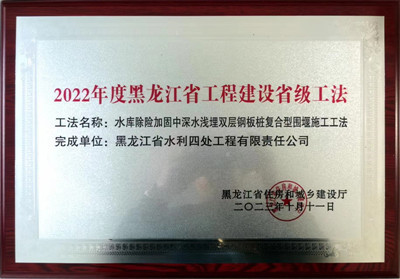 2022年度黑龙江省工程建设省级工法
工法名称：水库除险加固中深水浅埋双层钢板桩复合型围堰施工工法
完成单位：黑龙江省水利四处工程有限责任公司
黑龙江省住房和城乡建设厅
二〇二三年十月十一日